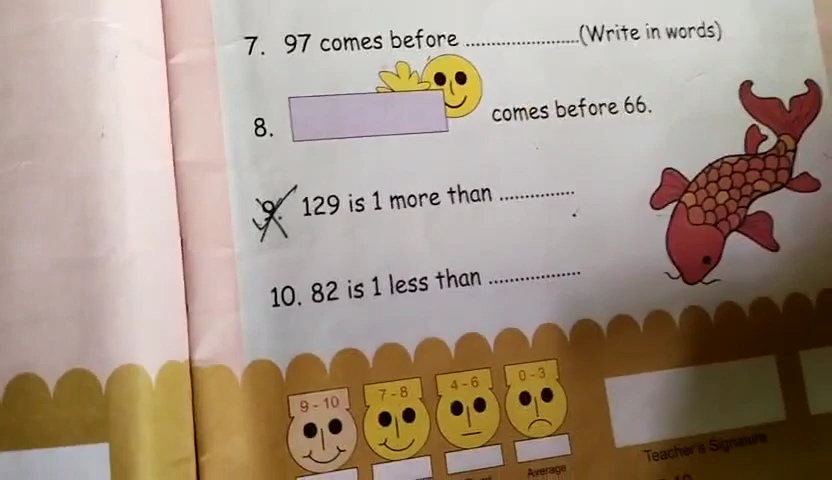 7. 97 comes before ......................(Write in words)
8. comes before 66.
9. 129 is 1 more than ..............
10. 82 is 1 less than .................
9 - 10 7 - 8 4 - 6 0 - 3
Average
Teacher's Signature